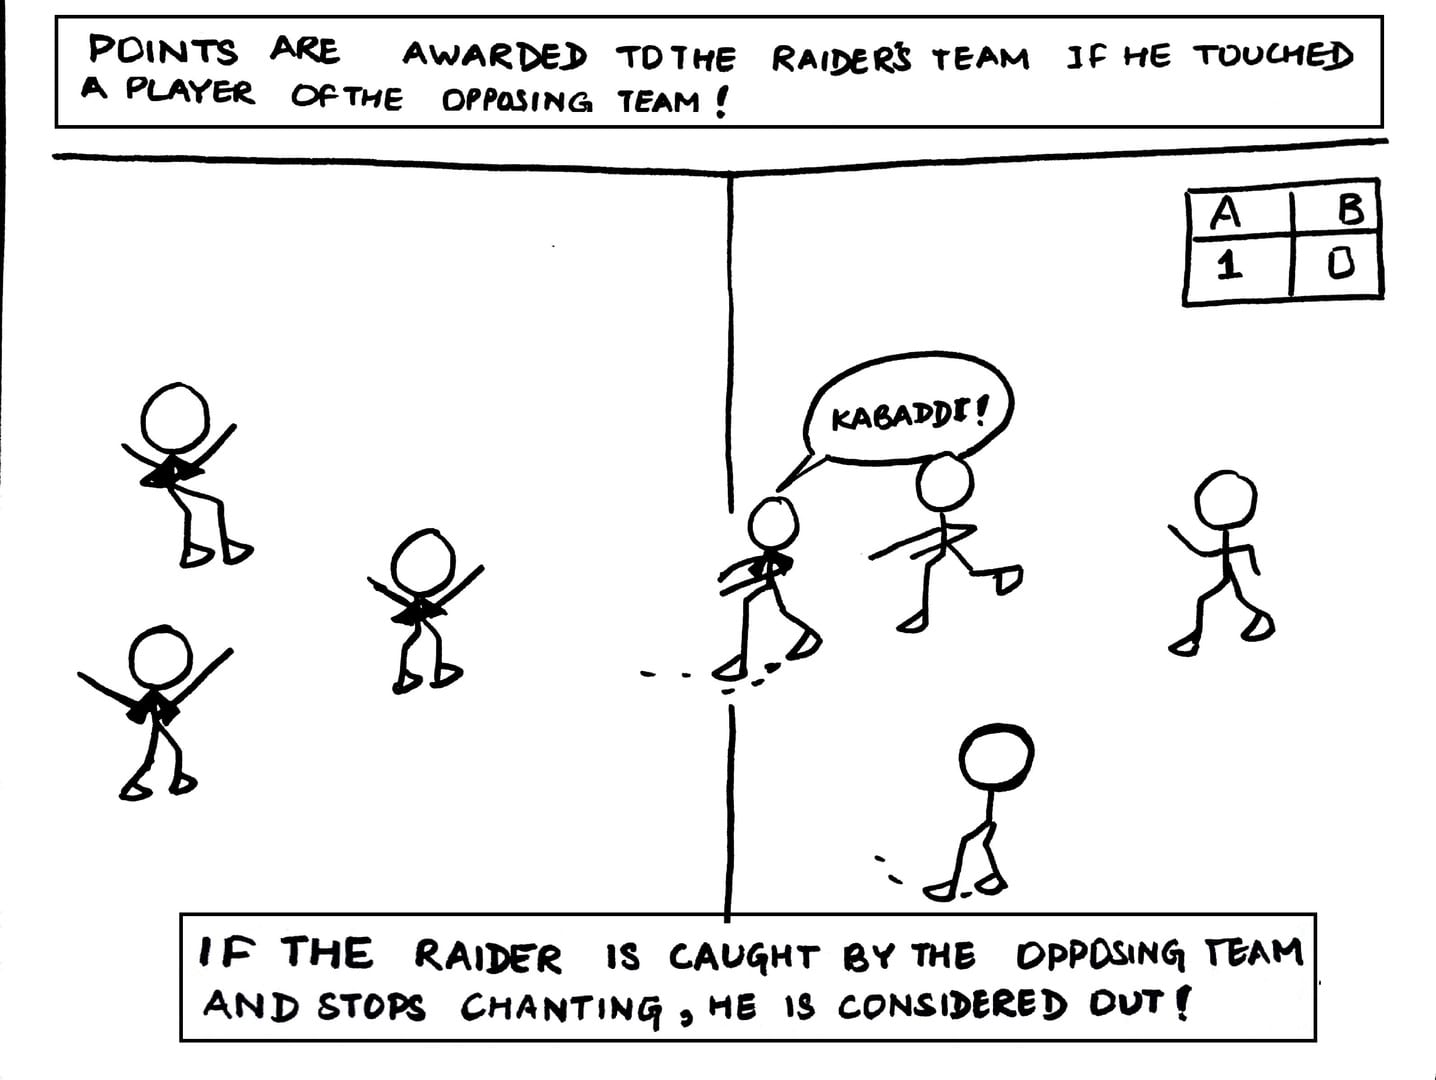 POINTS ARE AWARDED TO THE RAIDER'S TEAM IF HE TOUCHED
A PLAYER OF THE OPPOSING TEAM!
A B
1 0
KABADDI!
IF THE RAIDER IS CAUGHT BY THE OPPOSING TEAM
AND STOPS CHANTING, HE IS CONSIDERED OUT!